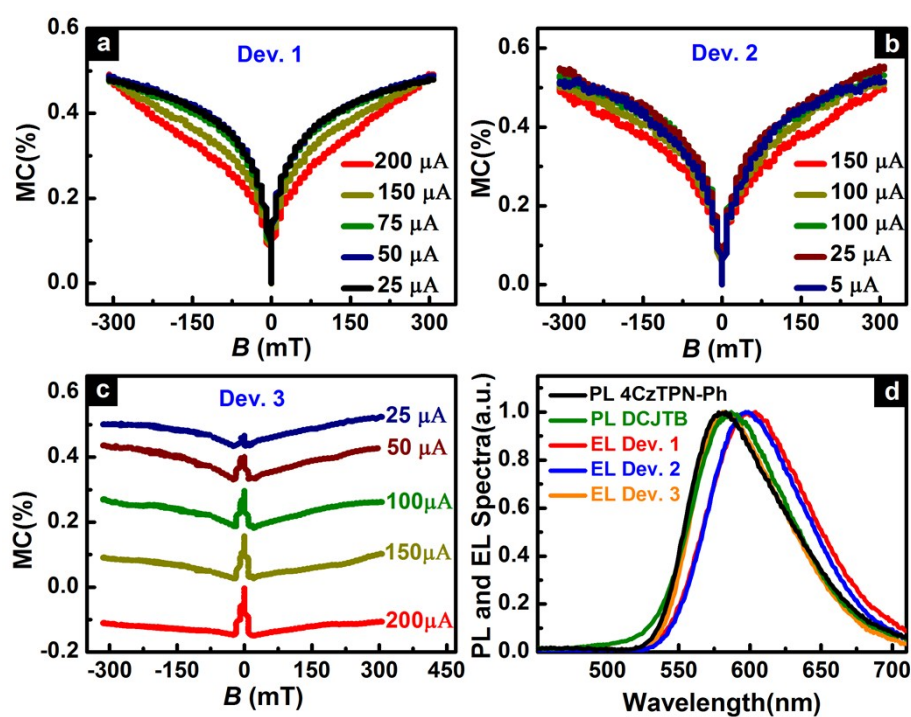 a
Dev. 1
MC(%)
0.6
0.4
0.2
0.0
200 μA
150 μA
75 μA
50 μA
25 μA
-300 -150 0 150 300
B (mT)
b
Dev. 2
MC(%)
0.6
0.4
0.2
0.0
150 μA
100 μA
100 μA
25 μA
5 μA
-300 -150 0 150 300
B (mT)
c
Dev. 3
MC(%)
0.6
0.4
0.2
0.0
-0.2
25 μA
50 μA
100μA
150μA
200μA
-300 -150 0 150 300 450
B (mT)
d
PL and EL Spectra(a.u.)
1.0
0.8
0.6
0.4
0.2
0.0
PL 4CzTPN-Ph
PL DCJTB
EL Dev. 1
EL Dev. 2
EL Dev. 3
500 550 600 650 700
Wavelength(nm)